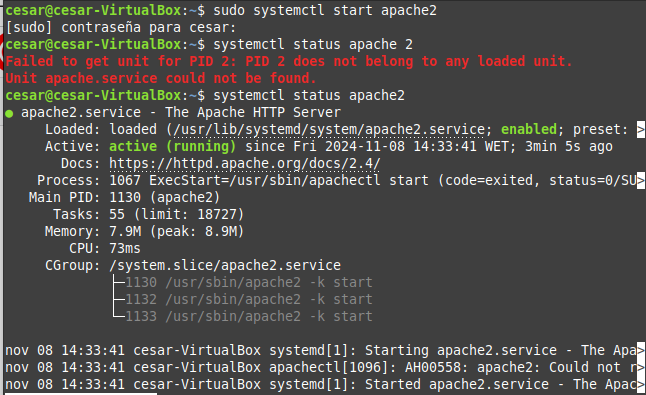 cesar@cesar-VirtualBox:~$ sudo systemctl start apache2
[sudo] contraseña para cesar:
cesar@cesar-VirtualBox:~$ systemctl status apache 2
Failed to get unit for PID 2: PID 2 does not belong to any loaded unit.
Unit apache.service could not be found.
cesar@cesar-VirtualBox:~$ systemctl status apache2
● apache2.service - The Apache HTTP Server
     Loaded: loaded (/usr/lib/systemd/system/apache2.service; enabled; preset: >
     Active: active (running) since Fri 2024-11-08 14:33:41 WET; 3min 5s ago
       Docs: https://httpd.apache.org/docs/2.4/
    Process: 1067 ExecStart=/usr/sbin/apachectl start (code=exited, status=0/SU>
   Main PID: 1130 (apache2)
      Tasks: 55 (limit: 18727)
     Memory: 7.9M (peak: 8.9M)
        CPU: 73ms
     CGroup: /system.slice/apache2.service
             ├─1130 /usr/sbin/apache2 -k start
             ├─1132 /usr/sbin/apache2 -k start
             └─1133 /usr/sbin/apache2 -k start
nov 08 14:33:41 cesar-VirtualBox systemd[1]: Starting apache2.service - The Apa>
nov 08 14:33:41 cesar-VirtualBox apachectl[1096]: AH00558: apache2: Could not r>
nov 08 14:33:41 cesar-VirtualBox systemd[1]: Started apache2.service - The Apac>